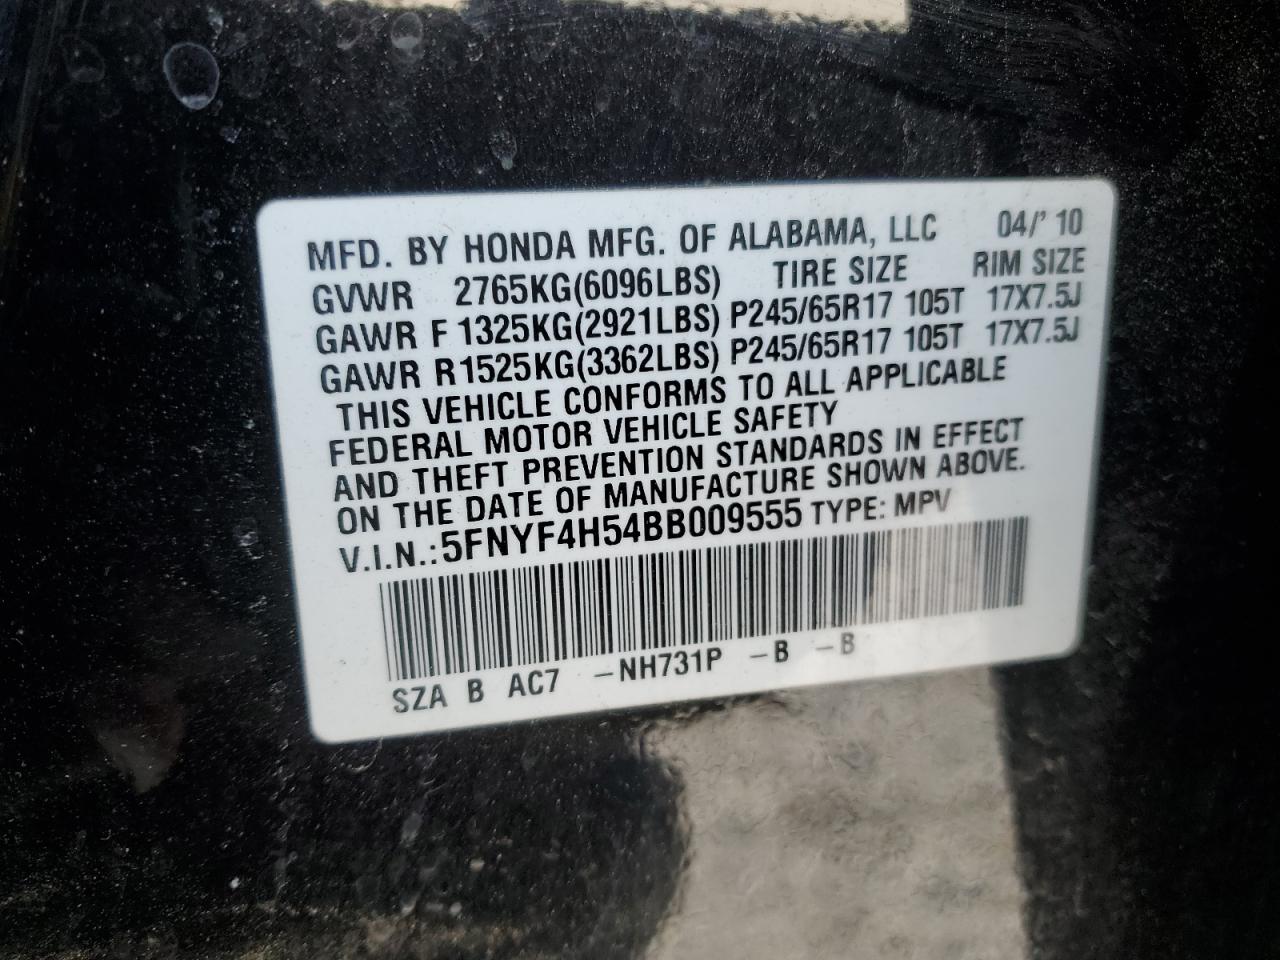 MFD. BY HONDA MFG. OF ALABAMA, LLC 04/' 10
GVWR 2765KG(6096LBS) TIRE SIZE RIM SIZE
GAWR F 1325KG(2921LBS) P245/65R17 105T 17X7.5J
GAWR R 1525KG(3362LBS) P245/65R17 105T 17X7.5J
THIS VEHICLE CONFORMS TO ALL APPLICABLE
FEDERAL MOTOR VEHICLE SAFETY
AND THEFT PREVENTION STANDARDS IN EFFECT
ON THE DATE OF MANUFACTURE SHOWN ABOVE.
V.I.N.: 5FNYF4H54BB009555 TYPE: MPV
SZA B AC7 -NH731P -B -B